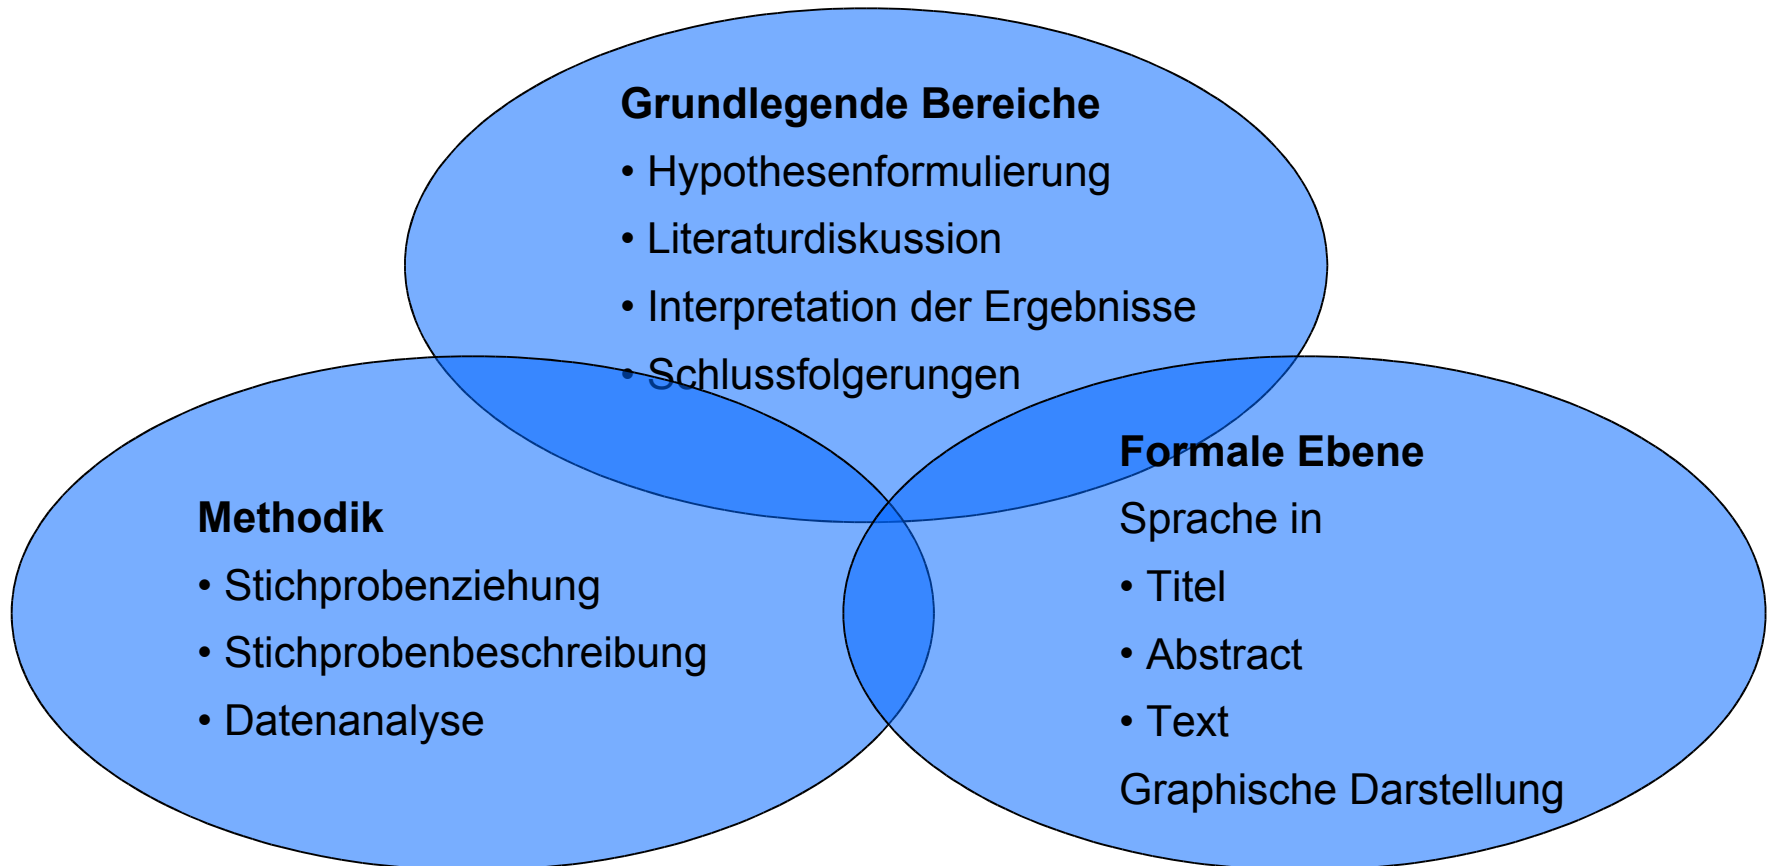 Grundlegende Bereiche
• Hypothesenformulierung
• Literaturdiskussion
• Interpretation der Ergebnisse
• Schlussfolgerungen
Methodik
• Stichprobenziehung
• Stichprobenbeschreibung
• Datenanalyse
Formale Ebene
Sprache in
• Titel
• Abstract
• Text
Graphische Darstellung